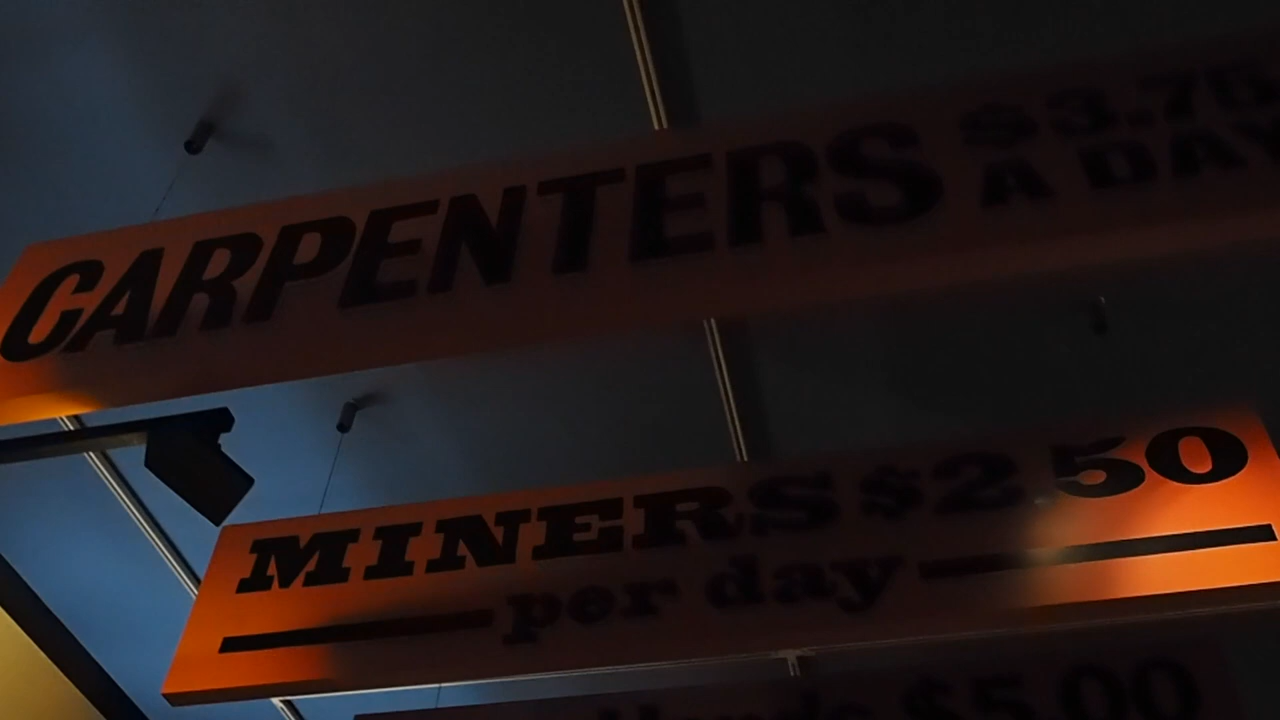 CARPENTERS $3.75
A DAY
MINERS $2.50
per day
$5.00